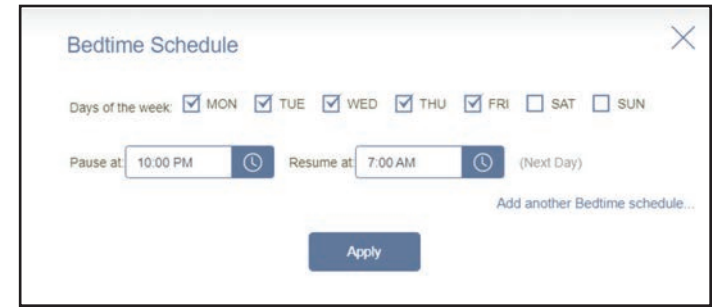 Bedtime Schedule
Days of the week: MON TUE WED THU FRI SAT SUN
Pause at: 10:00 PM Resume at: 7:00 AM (Next Day)
Add another Bedtime schedule...
Apply